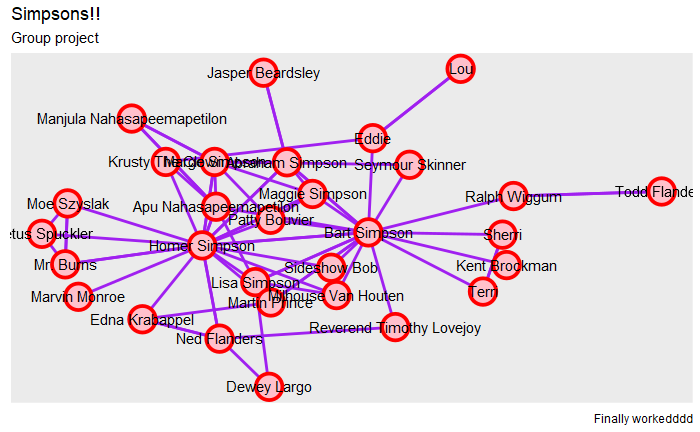 Simpsons!!
Group project
Lou
Jasper Beardsley
Manjula Nahasapeemapetilon
Eddie
Krusty The Clown
Marge Simpson
Abraham Simpson
Seymour Skinner
Maggie Simpson
Todd Flande
Ralph Wiggum
Moe Szyslak
Apu Nahasapeemapetilon
Patty Bouvier
etus Spuckler
Bart Simpson
Sherri
Homer Simpson
Mr. Burns
Sideshow Bob
Kent Brockman
Lisa Simpson
Terri
Marvin Monroe
Martin Prince
Milhouse Van Houten
Edna Krabappel
Reverend Timothy Lovejoy
Ned Flanders
Dewey Largo
Finally workedddd